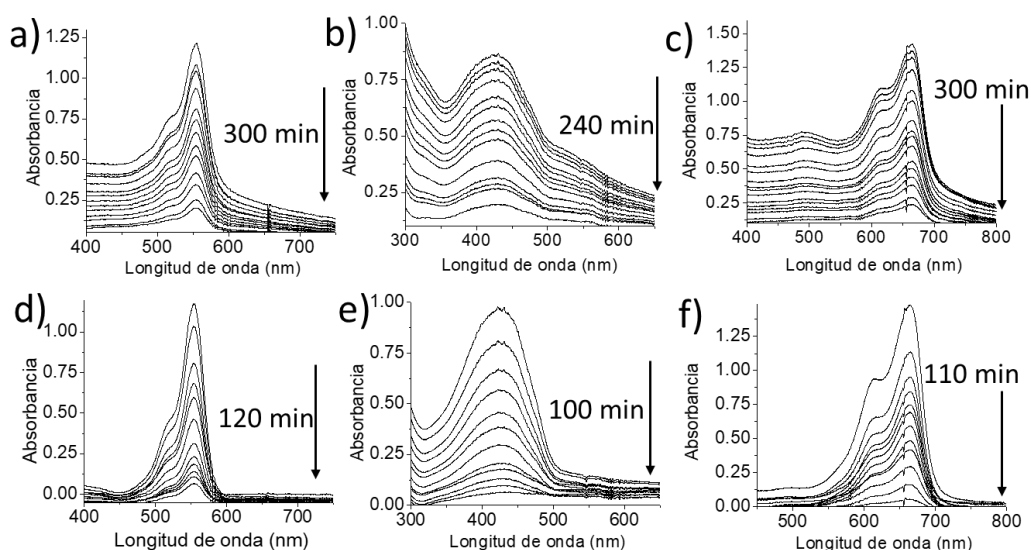 a)
Absorbancia
1.25
1.00
0.75
0.50
0.25
300 min
400 500 600 700
Longitud de onda (nm)
b)
Absorbancia
1.00
0.75
0.50
0.25
240 min
300 400 500 600
Longitud de onda (nm)
c)
Absorbancia
1.50
1.25
1.00
0.75
0.50
0.25
300 min
400 500 600 700 800
Longitud de onda (nm)
d)
Absorbancia
1.00
0.75
0.50
0.25
0.00
120 min
400 500 600 700
Longitud de onda (nm)
e)
Absorbancia
1.00
0.75
0.50
0.25
0.00
100 min
300 400 500 600
Longitud de onda (nm)
f)
Absorbancia
1.25
1.00
0.75
0.50
0.25
0.00
110 min
500 600 700 800
Longitud de onda (nm)